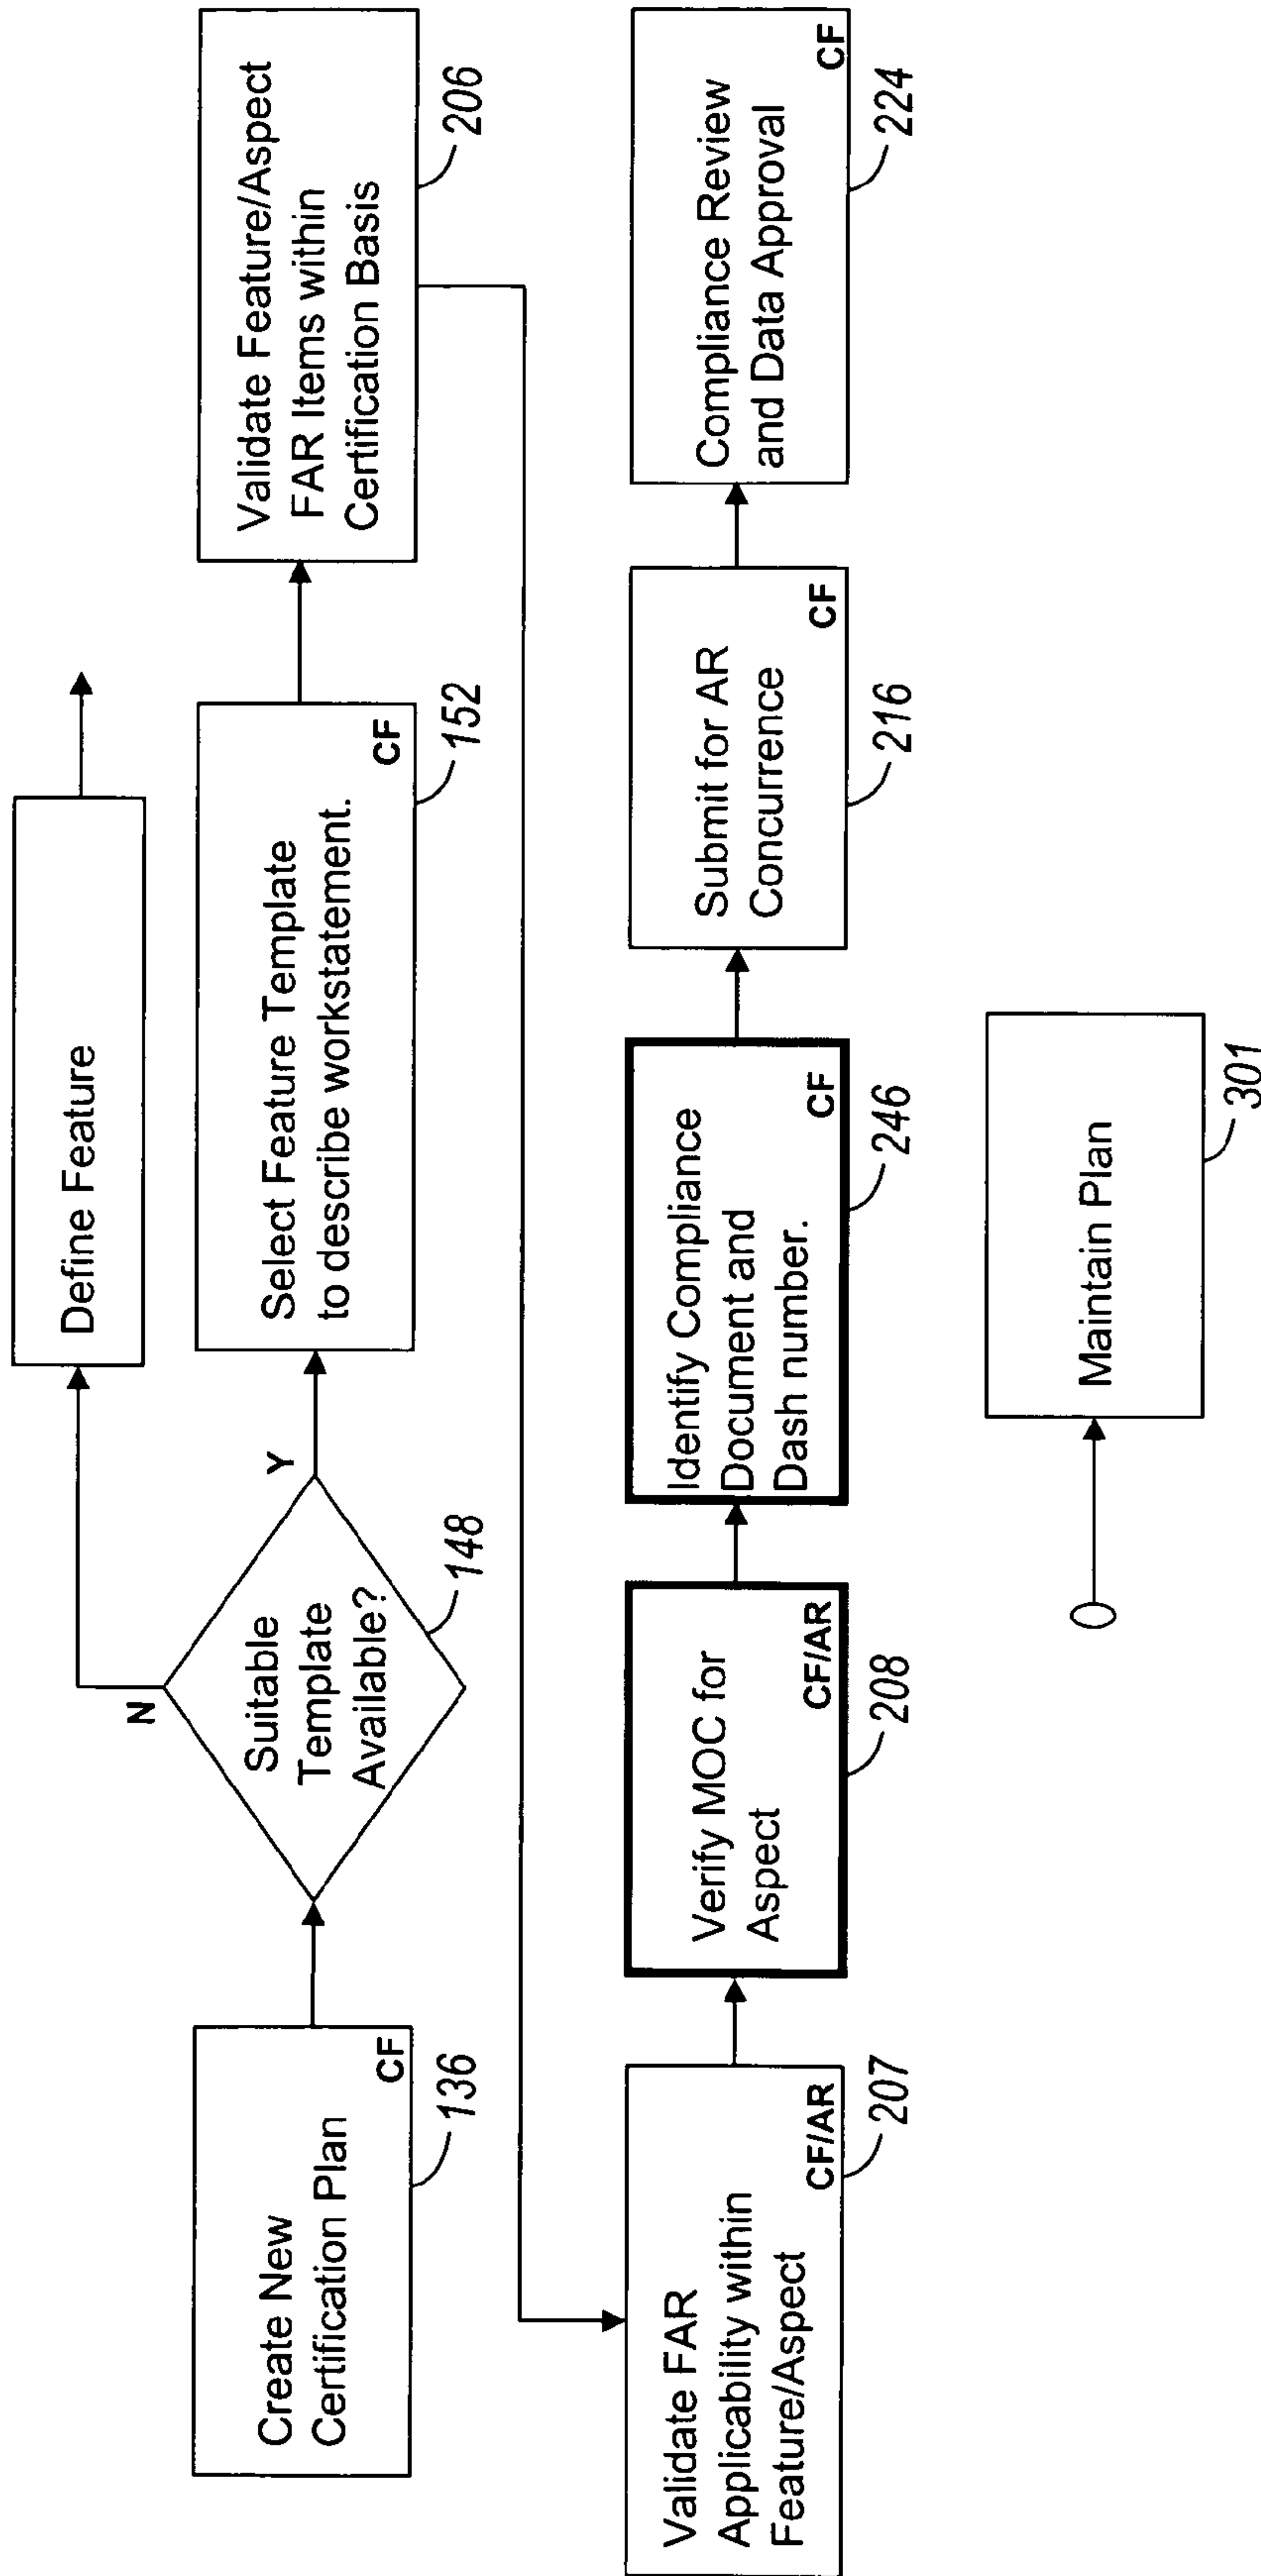 Define Feature
Create New
Certification Plan
CF
136
N
Suitable
Template
Available?
148
Y
Select Feature Template
to describe workstatement.
CF
152
Validate Feature/Aspect
FAR Items within
Certification Basis
206
Validate FAR
Applicability within
Feature/Aspect
CF/AR
207
Verify MOC for
Aspect
CF/AR
208
Identify Compliance
Document and
Dash number.
CF
246
Submit for AR
Concurrence
CF
216
Compliance Review
and Data Approval
CF
224
Maintain Plan
301